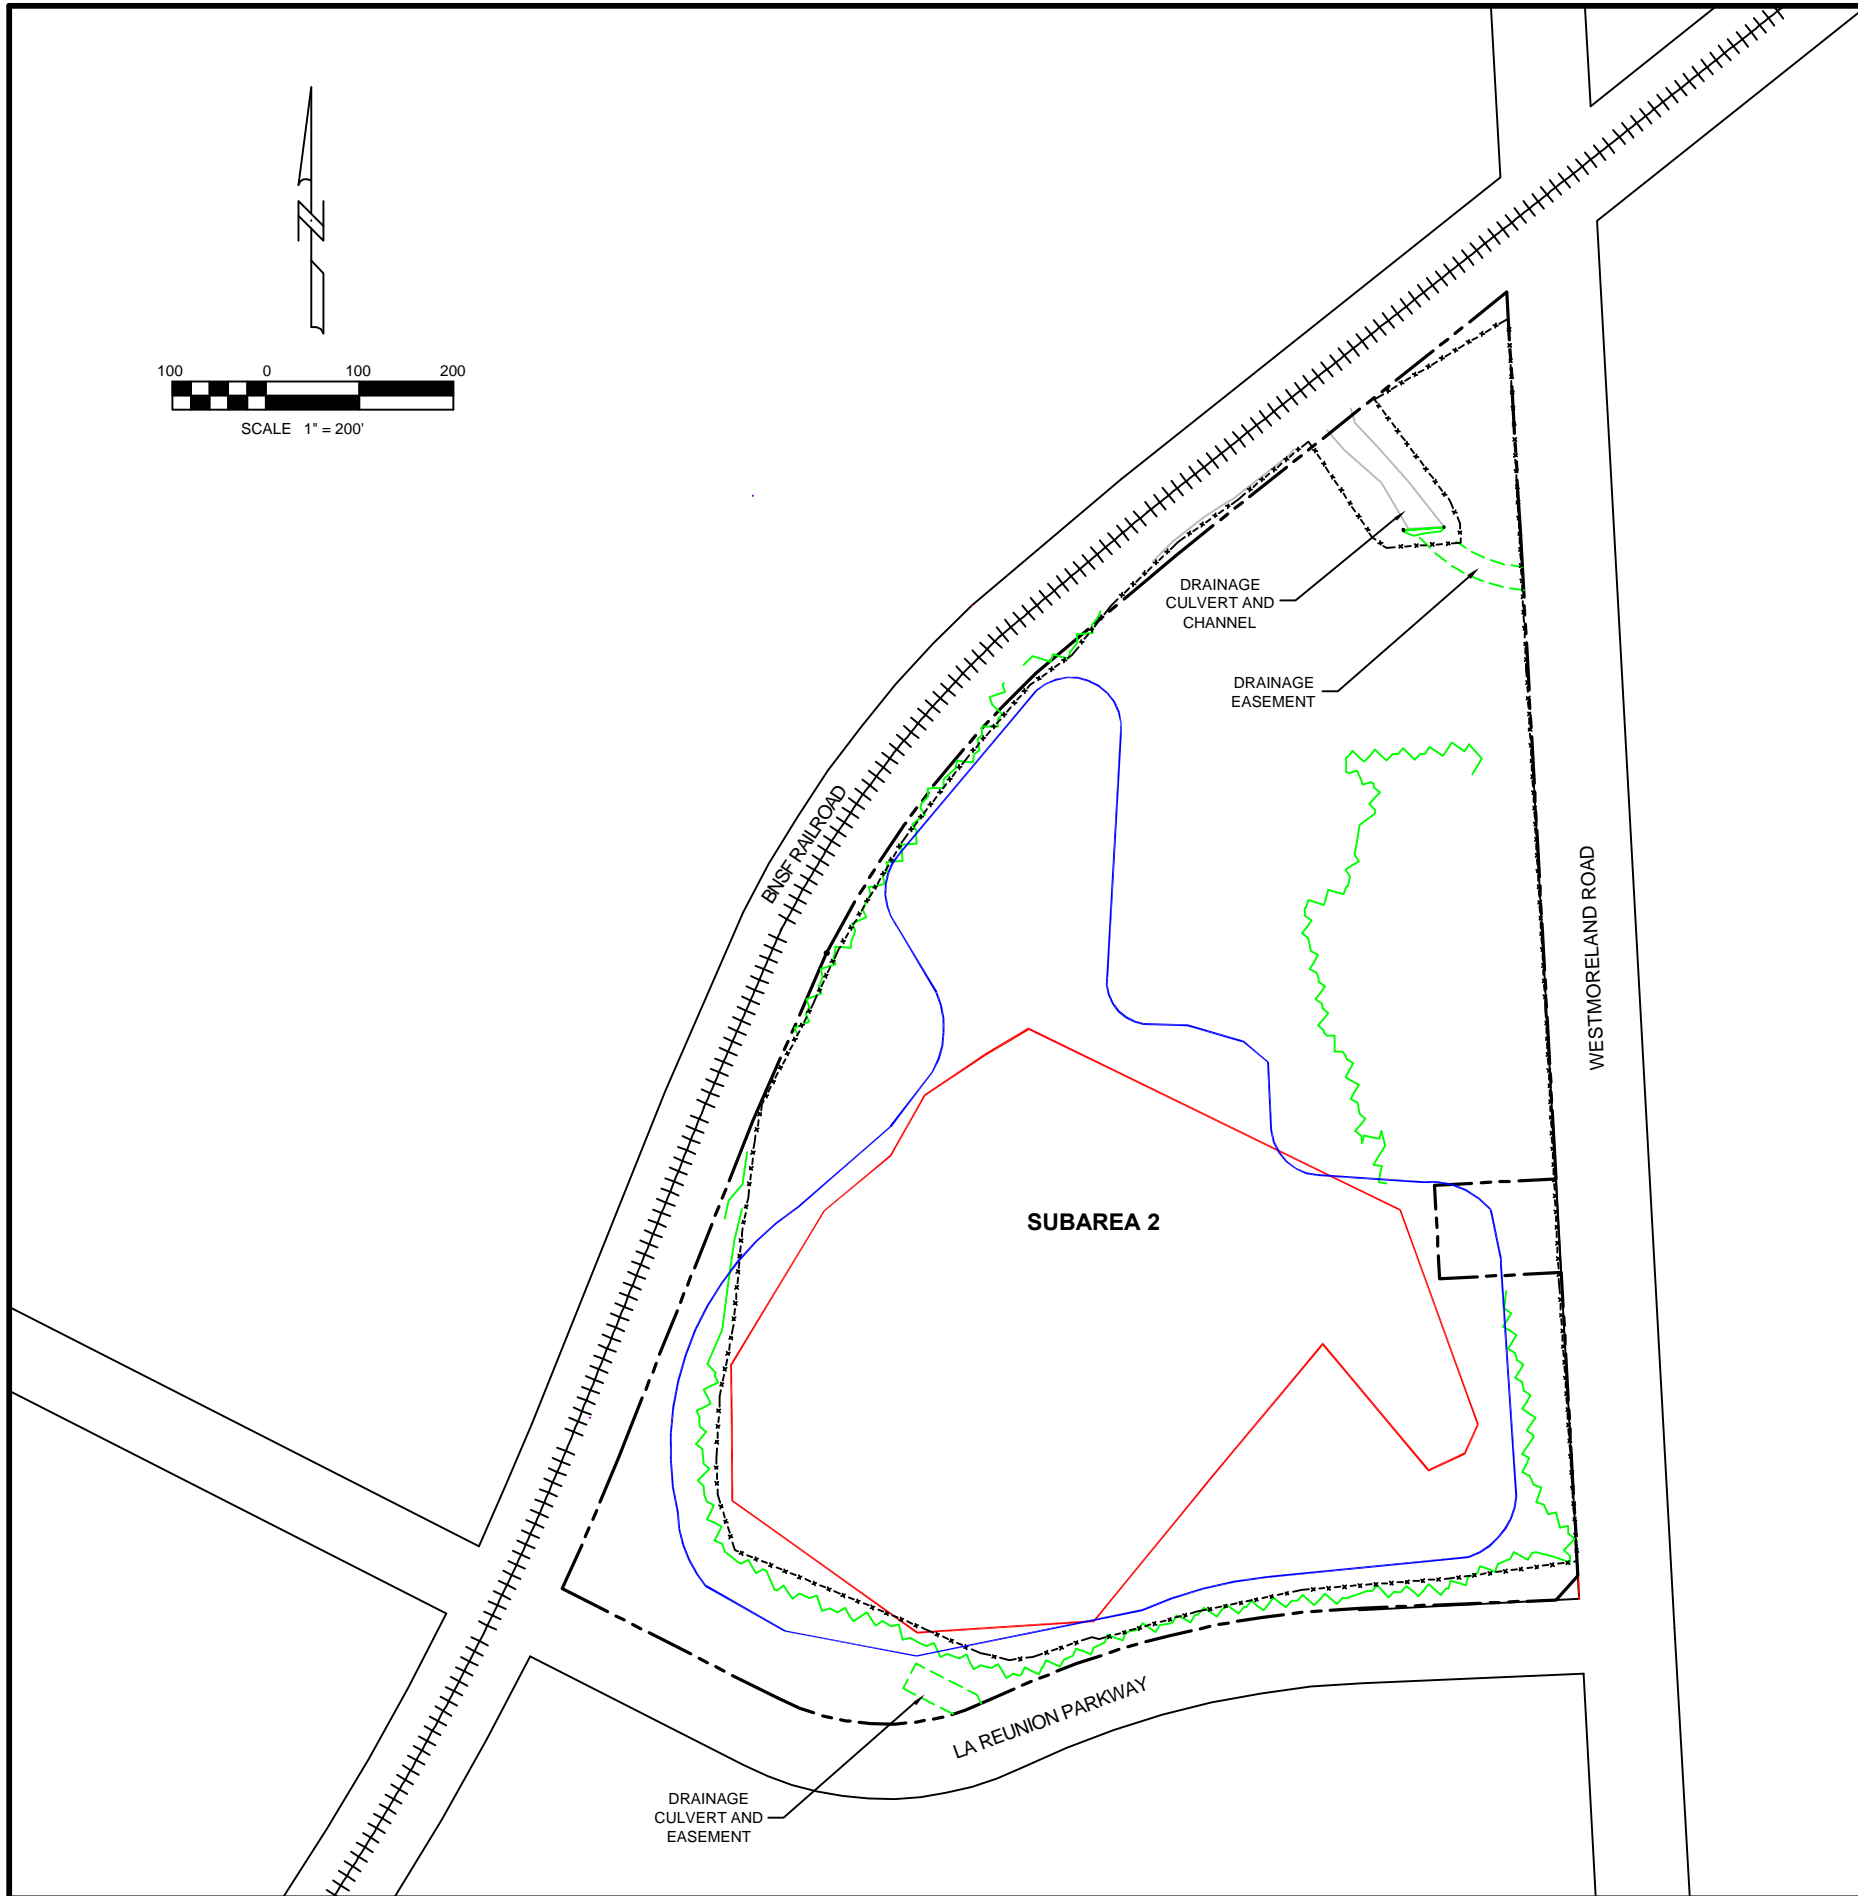 N
100 0 100 200
SCALE 1" = 200'
DRAINAGE
CULVERT AND
CHANNEL
DRAINAGE
EASEMENT
BNSF RAILROAD
WESTMORELAND ROAD
SUBAREA 2
LA REUNION PARKWAY
DRAINAGE
CULVERT AND
EASEMENT